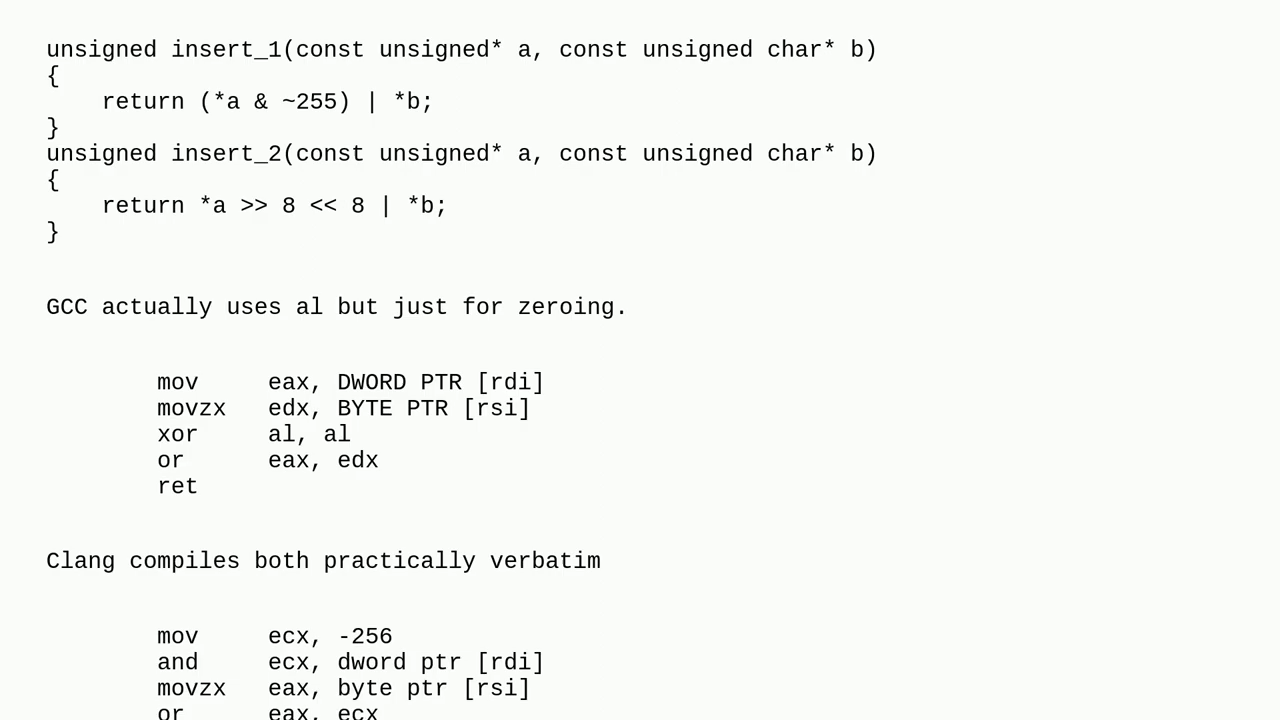 unsigned insert_1(const unsigned* a, const unsigned char* b)
{
    return (*a & ~255) | *b;
}
unsigned insert_2(const unsigned* a, const unsigned char* b)
{
    return *a >> 8 << 8 | *b;
}
GCC actually uses al but just for zeroing.
        mov     eax, DWORD PTR [rdi]
        movzx   edx, BYTE PTR [rsi]
        xor     al, al
        or      eax, edx
        ret
Clang compiles both practically verbatim
        mov     ecx, -256
        and     ecx, dword ptr [rdi]
        movzx   eax, byte ptr [rsi]
        or      eax, ecx